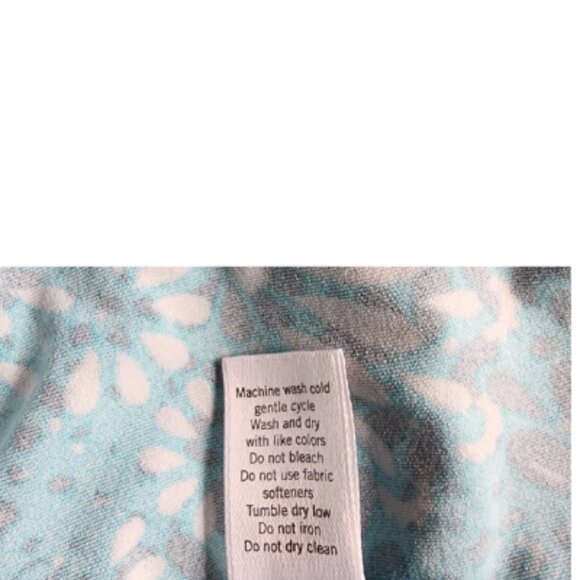 Machine wash cold
gentle cycle
Wash and dry
with like colors
Do not bleach
Do not use fabric
softeners
Tumble dry low
Do not iron
Do not dry clean